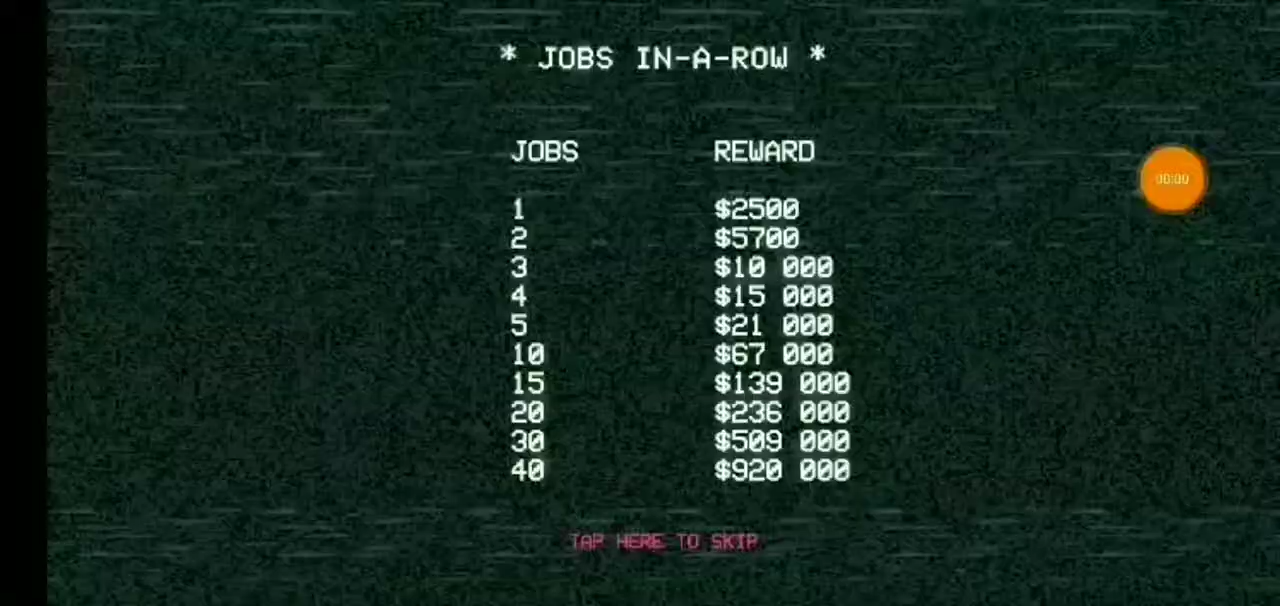 * JOBS IN-A-ROW *
JOBS REWARD
1 $2500
2 $5700
3 $10 000
4 $15 000
5 $21 000
10 $67 000
15 $139 000
20 $236 000
30 $509 000
40 $920 000
00:00
TAP HERE TO SKIP